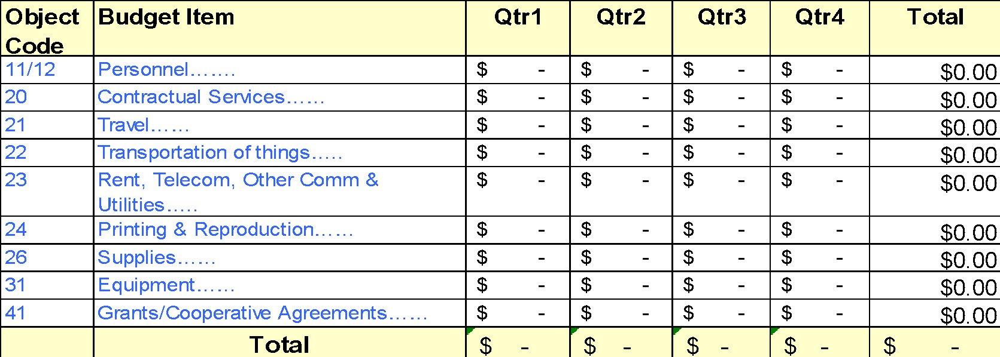 Object Code Budget Item Qtr1 Qtr2 Qtr3 Qtr4 Total
11/12 Personnel....... $ - $ - $ - $ - $0.00
20 Contractual Services...... $ - $ - $ - $ - $0.00
21 Travel...... $ - $ - $ - $ - $0.00
22 Transportation of things..... $ - $ - $ - $ - $0.00
23 Rent, Telecom, Other Comm & Utilities..... $ - $ - $ - $ - $0.00
24 Printing & Reproduction...... $ - $ - $ - $ - $0.00
26 Supplies...... $ - $ - $ - $ - $0.00
31 Equipment...... $ - $ - $ - $ - $0.00
41 Grants/Cooperative Agreements...... $ - $ - $ - $ - $0.00
Total $ - $ - $ - $ - $ -